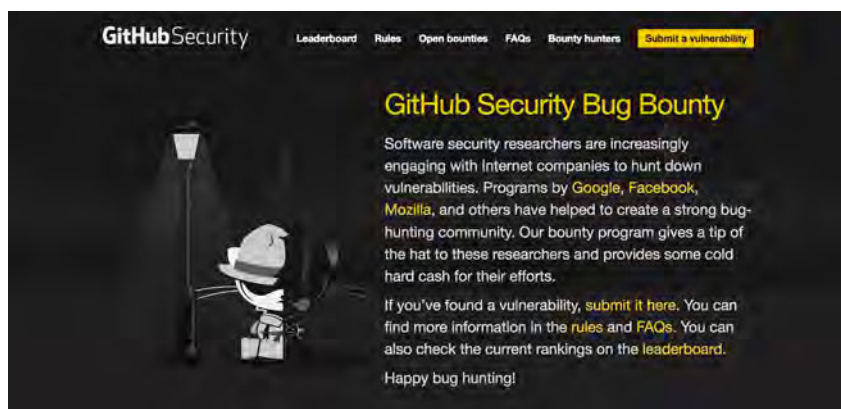 GitHub Security
Leaderboard Rules Open bounties FAQs Bounty hunters Submit a vulnerability
GitHub Security Bug Bounty
Software security researchers are increasingly
engaging with Internet companies to hunt down
vulnerabilities. Programs by Google, Facebook,
Mozilla, and others have helped to create a strong bug-
hunting community. Our bounty program gives a tip of
the hat to these researchers and provides some cold
hard cash for their efforts.
If you've found a vulnerability, submit it here. You can
find more information in the rules and FAQs. You can
also check the current rankings on the leaderboard.
Happy bug hunting!